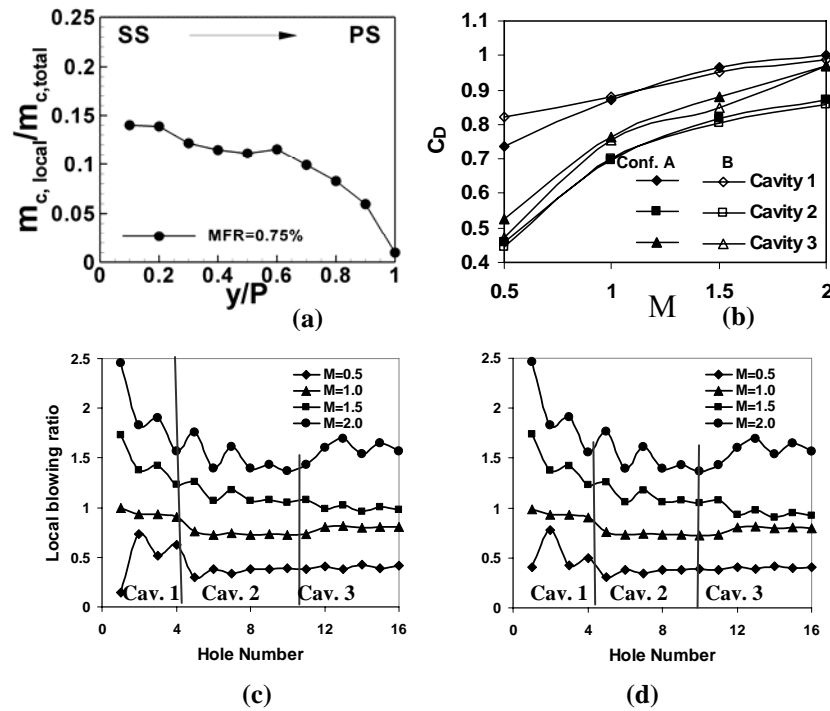 (a)
SS PS
m_c, local/m_c,total
0.25
0.2
0.15
0.1
0.05
0
MFR=0.75%
0 0.2 0.4 0.6 0.8 1
y/P
(b)
C_D
1.1
1
0.9
0.8
0.7
0.6
0.5
0.4
Conf. A B
Cavity 1
Cavity 2
Cavity 3
0.5 1 1.5 2
M
(c)
Local blowing ratio
2.5
2
1.5
1
0.5
0
M=0.5
M=1.0
M=1.5
M=2.0
Cav. 1 Cav. 2 Cav. 3
0 4 8 12 16
Hole Number
(d)
2.5
2
1.5
1
0.5
0
M=0.5
M=1.0
M=1.5
M=2.0
Cav. 1 Cav. 2 Cav. 3
0 4 8 12 16
Hole Number